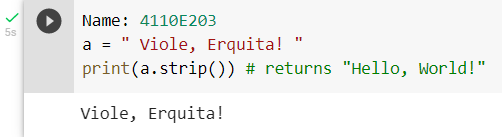 Name: 4110E203
5s
a = " Viole, Erquita! "
print(a.strip()) # returns "Hello, World!"
Viole, Erquita!